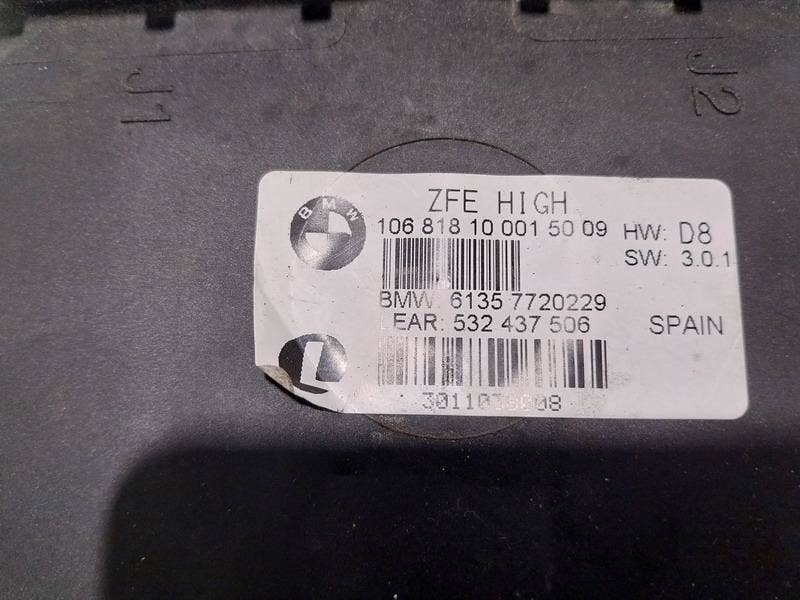 J1
J2
ZFE HIGH
BMW
106 818 10 001 50 09
HW: D8
SW: 3.0.1
BMW: 6135 7720229
LEAR: 532 437 506
SPAIN
L